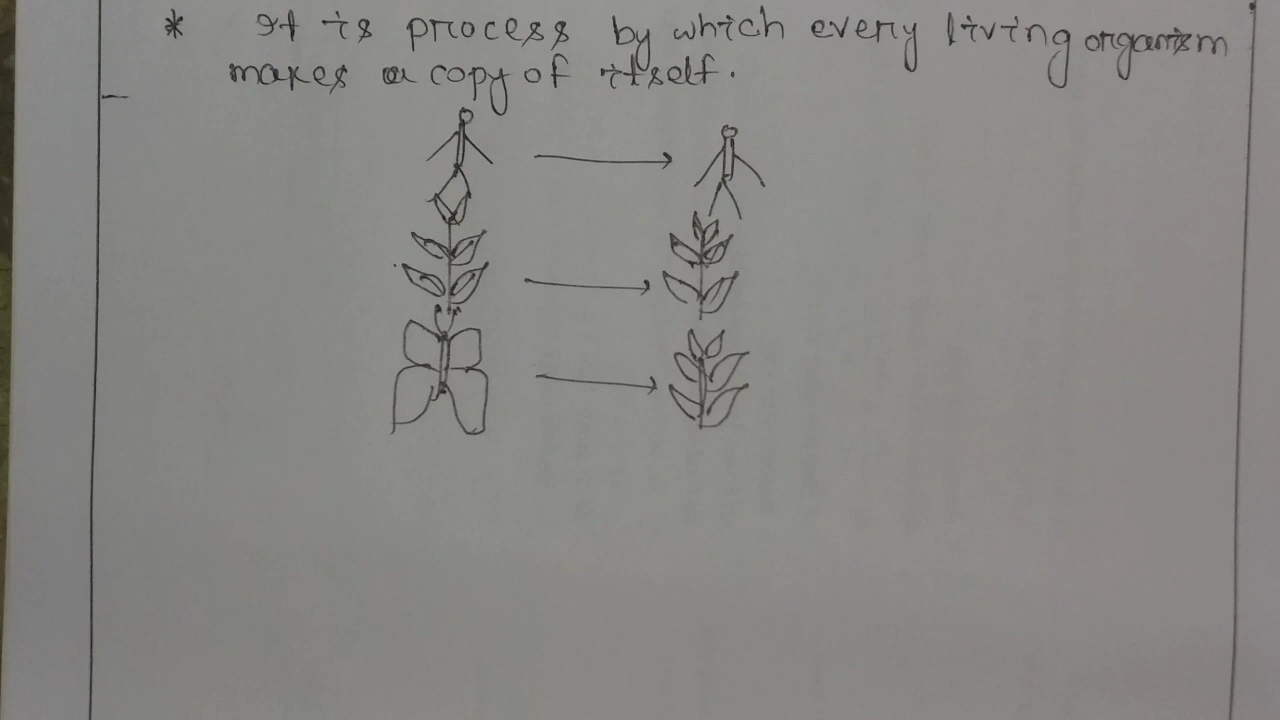 * It is process by which every living organism
makes a copy of itself.